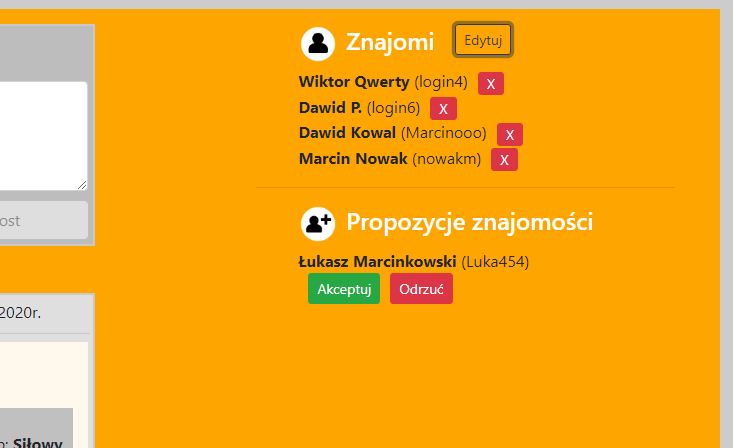 Znajomi Edytuj
Wiktor Qwerty (login4) X
Dawid P. (login6) X
Dawid Kowal (Marcinooo) X
Marcin Nowak (nowakm) X
ost
Propozycje znajomości
Łukasz Marcinkowski (Luka454)
Akceptuj Odrzuć
2020r.
Siłowy